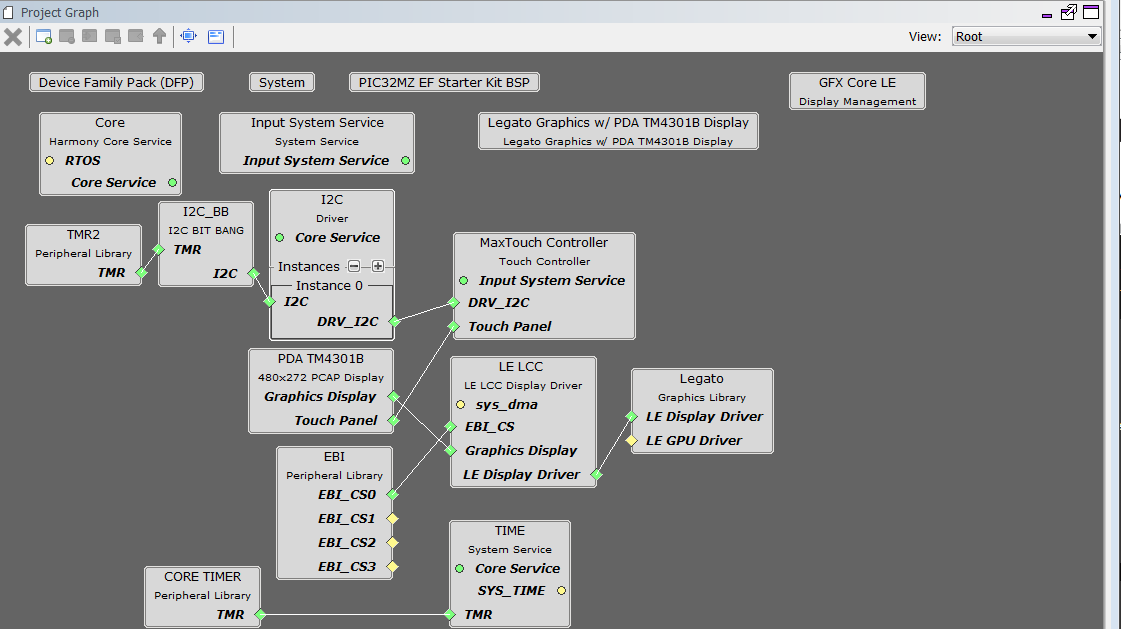 Project Graph
View: Root
Device Family Pack (DFP)
System
PIC32MZ EF Starter Kit BSP
GFX Core LE
Display Management
Core
Harmony Core Service
RTOS
Core Service
Input System Service
System Service
Input System Service
Legato Graphics w/ PDA TM4301B Display
Legato Graphics w/ PDA TM4301B Display
TMR2
Peripheral Library
TMR
I2C_BB
I2C BIT BANG
TMR
I2C
I2C
Driver
Core Service
Instances
Instance 0
I2C
DRV_I2C
MaxTouch Controller
Touch Controller
Input System Service
DRV_I2C
Touch Panel
PDA TM4301B
480x272 PCAP Display
Graphics Display
Touch Panel
LE LCC
LE LCC Display Driver
sys_dma
EBI_CS
Graphics Display
LE Display Driver
Legato
Graphics Library
LE Display Driver
LE GPU Driver
EBI
Peripheral Library
EBI_CS0
EBI_CS1
EBI_CS2
EBI_CS3
TIME
System Service
Core Service
SYS_TIME
TMR
CORE TIMER
Peripheral Library
TMR